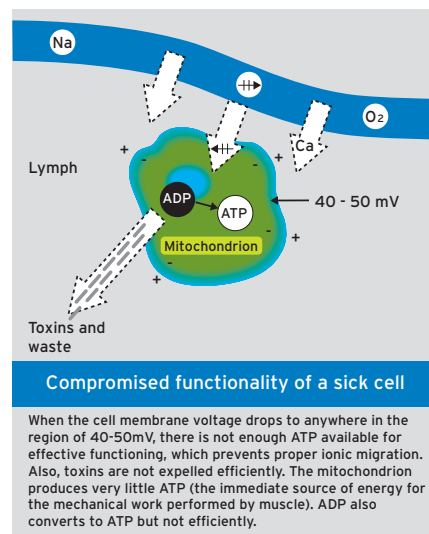 Na
O₂
Ca
+
-
-
+
Lymph
ADP
ATP
40 - 50 mV
Mitochondrion
-
+
-
+
Toxins and
waste
Compromised functionality of a sick cell
When the cell membrane voltage drops to anywhere in the
region of 40-50mV, there is not enough ATP available for
effective functioning, which prevents proper ionic migration.
Also, toxins are not expelled efficiently. The mitochondrion
produces very little ATP (the immediate source of energy for
the mechanical work performed by muscle). ADP also
converts to ATP but not efficiently.